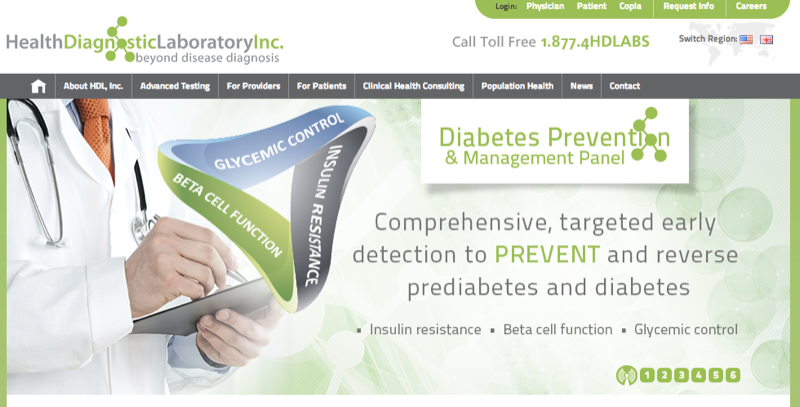 Login: Physician Patient Copia Request Info Careers
HealthDiagnosticLaboratoryInc.
beyond disease diagnosis
Call Toll Free 1.877.4HDLABS
Switch Region:
About HDL, Inc. Advanced Testing For Providers For Patients Clinical Health Consulting Population Health News Contact
GLYCEMIC CONTROL
BETA CELL FUNCTION
INSULIN RESISTANCE
Diabetes Prevention
& Management Panel
Comprehensive, targeted early
detection to PREVENT and reverse
prediabetes and diabetes
▪ Insulin resistance ▪ Beta cell function ▪ Glycemic control
1 2 3 4 5 6